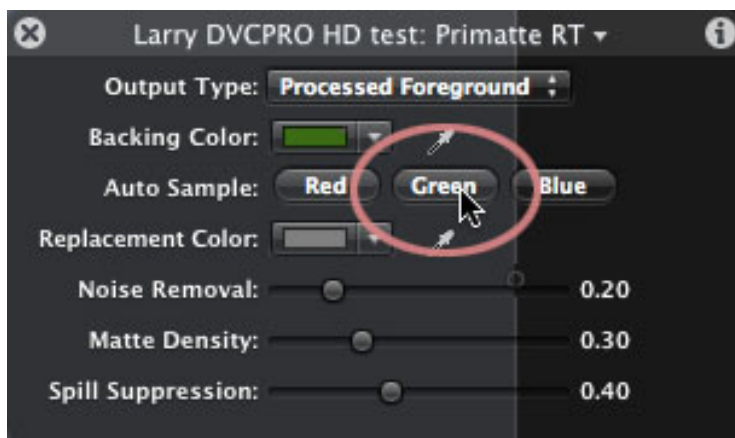 Larry DVCPRO HD test: Primatte RT
Output Type: Processed Foreground
Backing Color:
Auto Sample: Red Green Blue
Replacement Color:
Noise Removal: 0.20
Matte Density: 0.30
Spill Suppression: 0.40